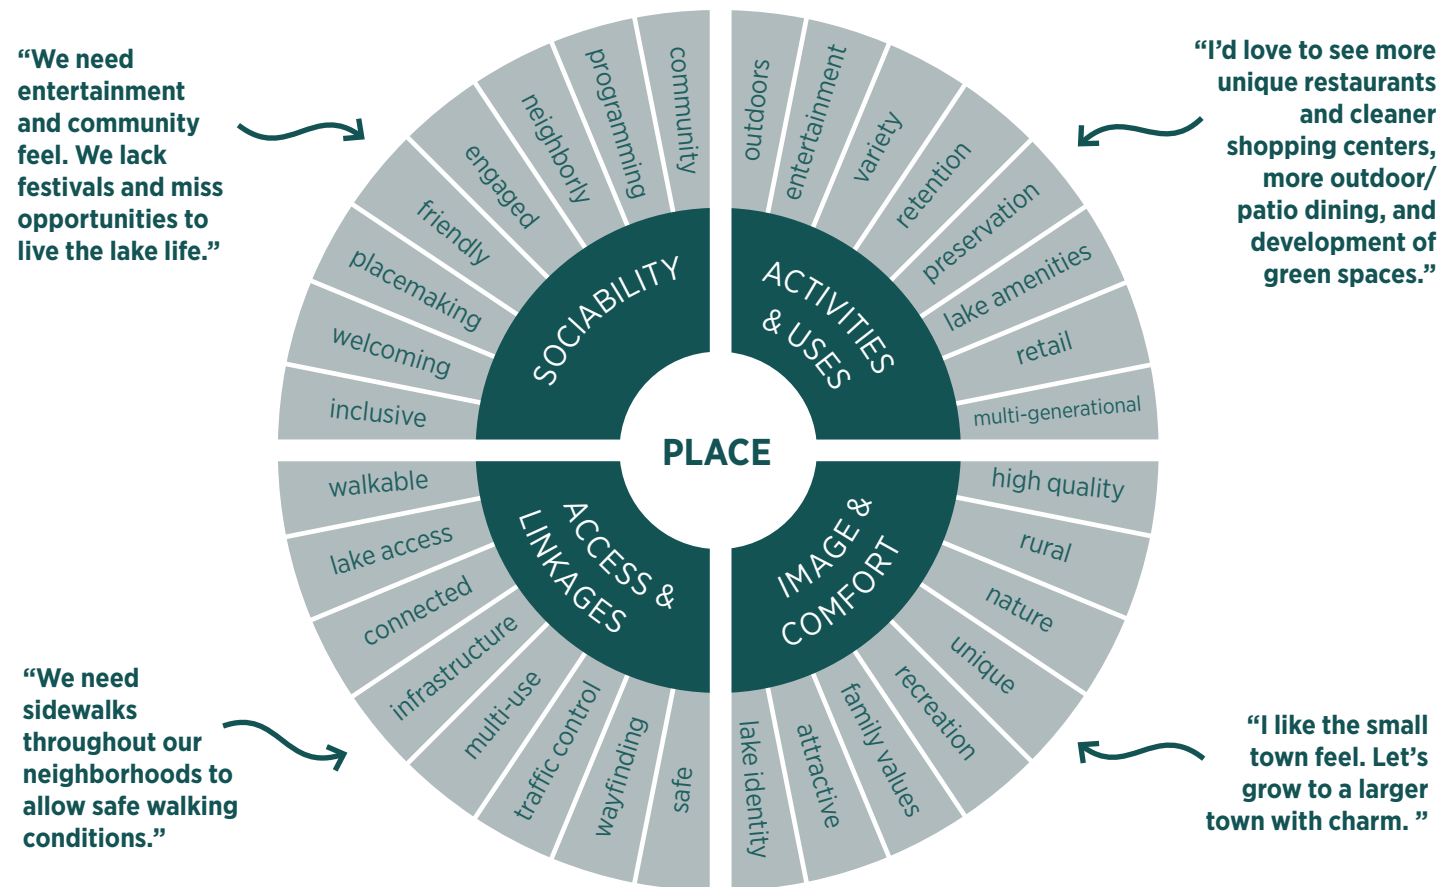 “We need
entertainment
and community
feel. We lack
festivals and miss
opportunities to
live the lake life.”
“I’d love to see more
unique restaurants
and cleaner
shopping centers,
more outdoor/
patio dining, and
development of
green spaces.”
inclusive
welcoming
placemaking
friendly
engaged
neighborly
programming
community
outdoors
entertainment
variety
retention
preservation
lake amenities
retail
multi-generational
SOCIABILITY
ACTIVITIES
& USES
PLACE
ACCESS &
LINKAGES
IMAGE &
COMFORT
walkable
lake access
connected
infrastructure
multi-use
traffic control
wayfinding
safe
high quality
rural
nature
unique
recreation
family values
attractive
lake identity
“We need
sidewalks
throughout our
neighborhoods to
allow safe walking
conditions.”
“I like the small
town feel. Let’s
grow to a larger
town with charm. ”